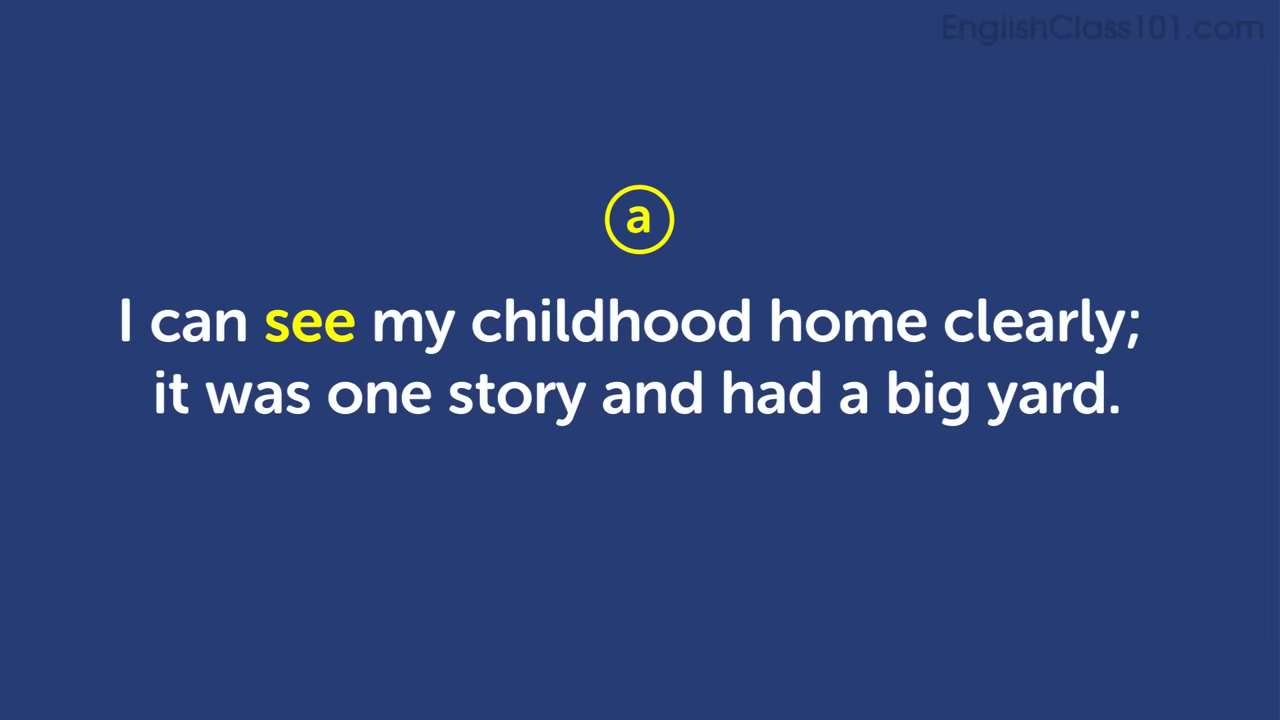 EnglishClass101.com
a
I can see my childhood home clearly;
it was one story and had a big yard.